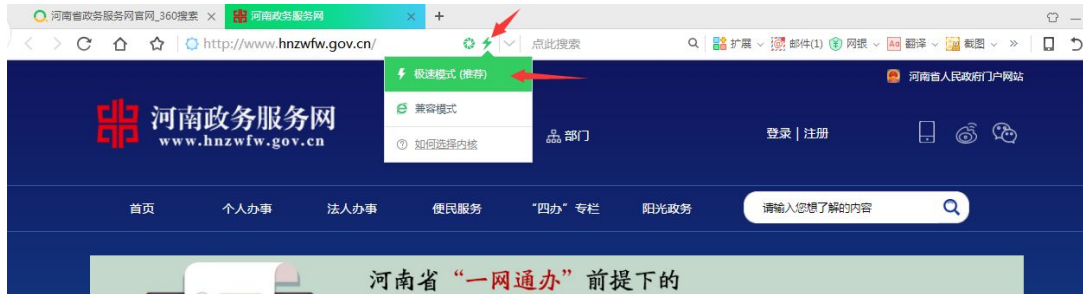 河南省政务服务网官网_360搜索
河南政务服务网
http://www.hnzwfw.gov.cn/
点此搜索
扩展
邮件(1)
网银
翻译
截图
极速模式 (推荐)
兼容模式
如何选择内核
河南省人民政府门户网站
河南政务服务网
www.hnzwfw.gov.cn
部门
登录 | 注册
首页 个人办事 法人办事 便民服务 “四办”专栏 阳光政务 请输入您想了解的内容
河南省“一网通办”前提下的